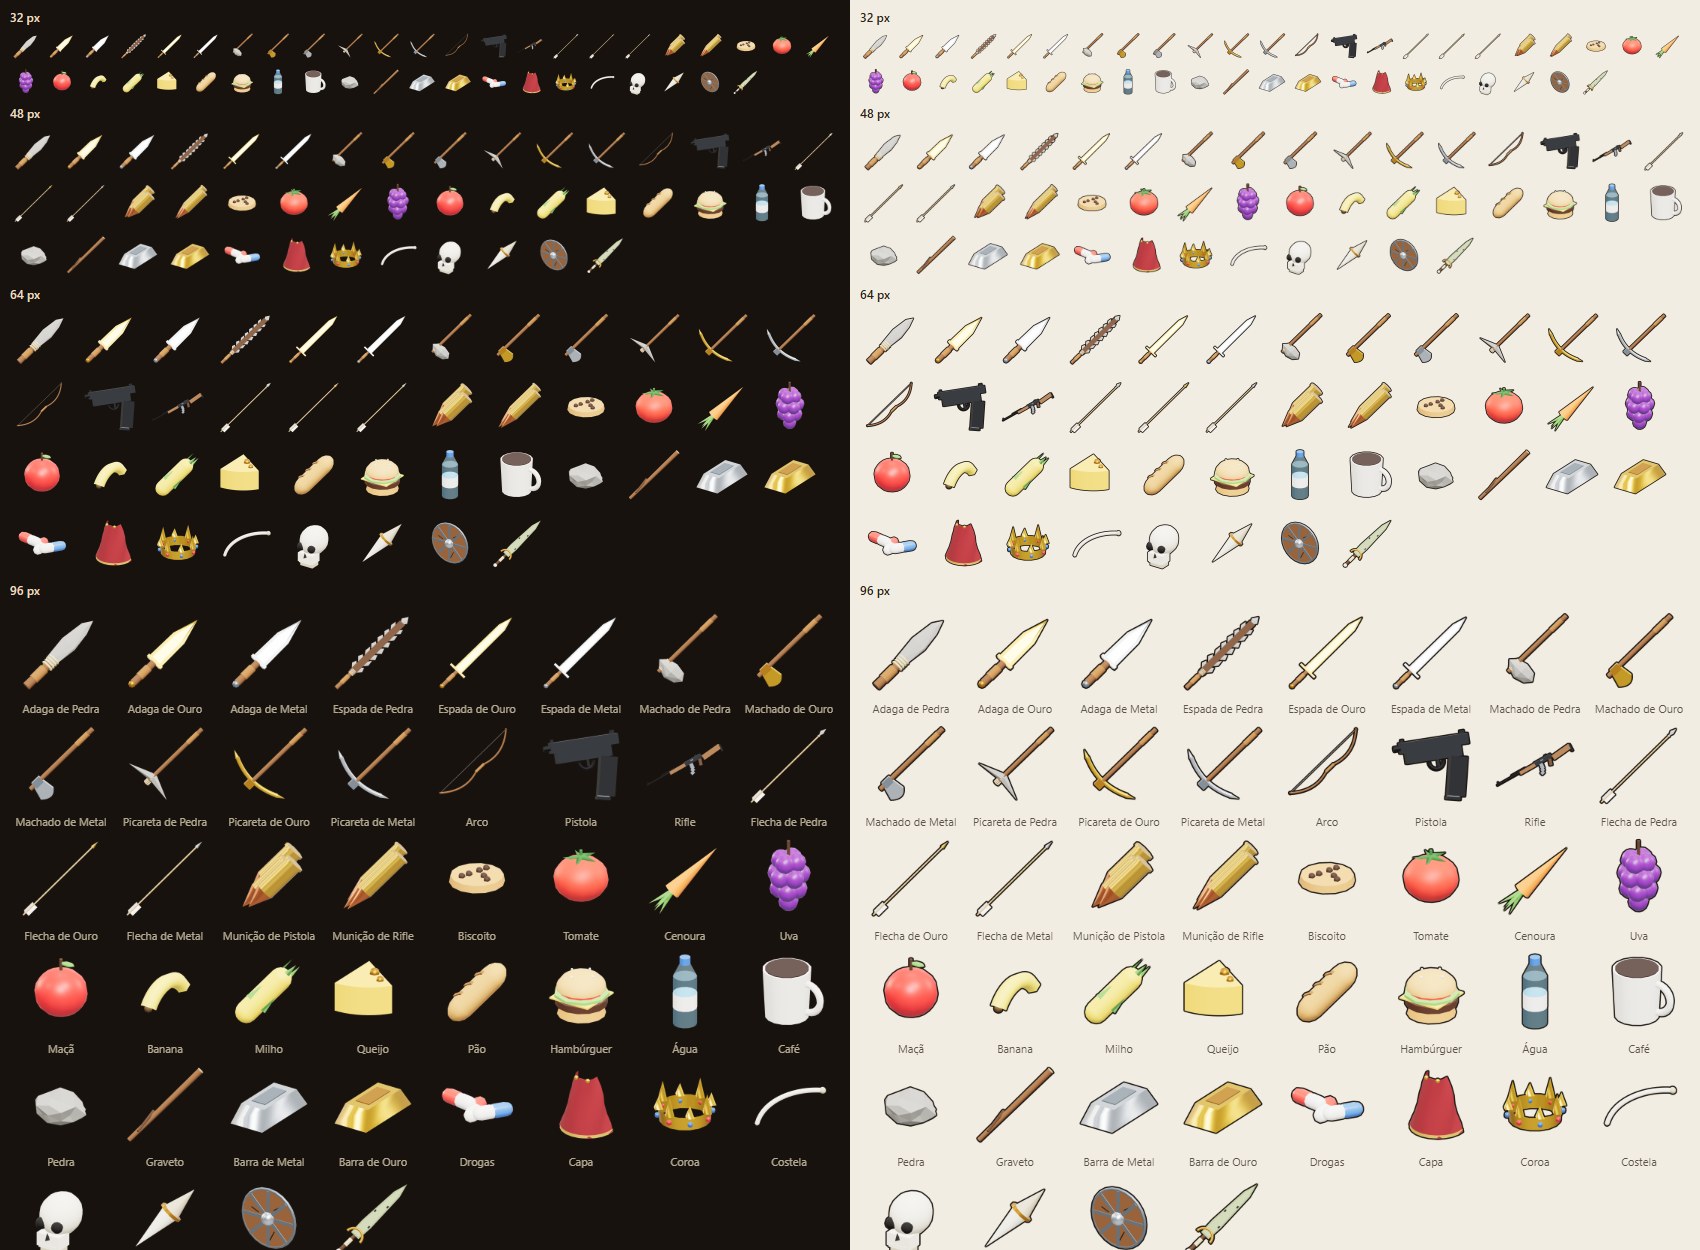 32 px
48 px
64 px
96 px
Adaga de Pedra Adaga de Ouro Adaga de Metal Espada de Pedra Espada de Ouro Espada de Metal Machado de Pedra Machado de Ouro
Machado de Metal Picareta de Pedra Picareta de Ouro Picareta de Metal Arco Pistola Rifle Flecha de Pedra
Flecha de Ouro Flecha de Metal Munição de Pistola Munição de Rifle Biscoito Tomate Cenoura Uva
Maçã Banana Milho Queijo Pão Hambúrguer Água Café
Pedra Graveto Barra de Metal Barra de Ouro Drogas Capa Coroa Costela
32 px
48 px
64 px
96 px
Adaga de Pedra Adaga de Ouro Adaga de Metal Espada de Pedra Espada de Ouro Espada de Metal Machado de Pedra Machado de Ouro
Machado de Metal Picareta de Pedra Picareta de Ouro Picareta de Metal Arco Pistola Rifle Flecha de Pedra
Flecha de Ouro Flecha de Metal Munição de Pistola Munição de Rifle Biscoito Tomate Cenoura Uva
Maçã Banana Milho Queijo Pão Hambúrguer Água Café
Pedra Graveto Barra de Metal Barra de Ouro Drogas Capa Coroa Costela